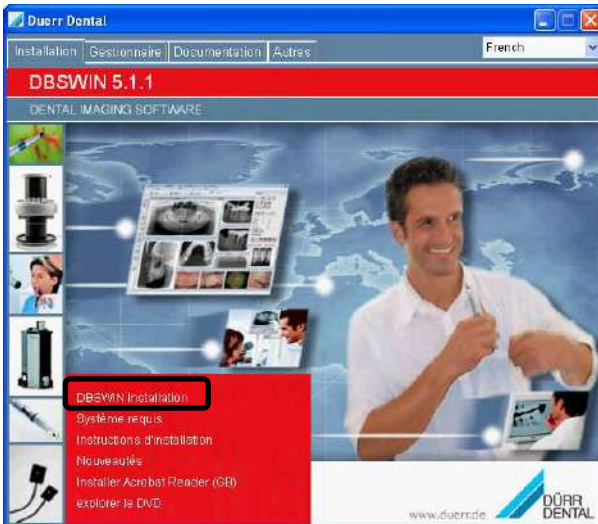 Duerr Dental
Installation Gestionnaire Documentation Autres French
DBSWIN 5.1.1
DENTAL IMAGING SOFTWARE
DBSWIN Installation
Système requis
Instructions d'installation
Nouveautés
Installer Acrobat Reader (GB)
explorer le DVD
www.duerr.de
DÜRR
DENTAL